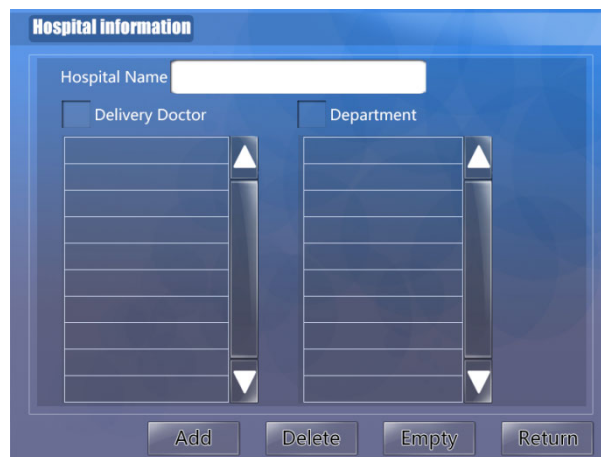 Hospital information
Hospital Name
Delivery Doctor Department
Add Delete Empty Return